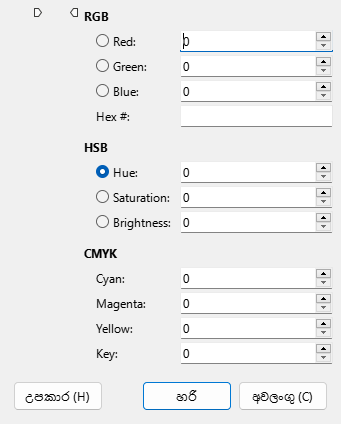 RGB
Red: 0
Green: 0
Blue: 0
Hex #:
HSB
Hue: 0
Saturation: 0
Brightness: 0
CMYK
Cyan: 0
Magenta: 0
Yellow: 0
Key: 0
උපකාර (H) හරි අවලංගු (C)